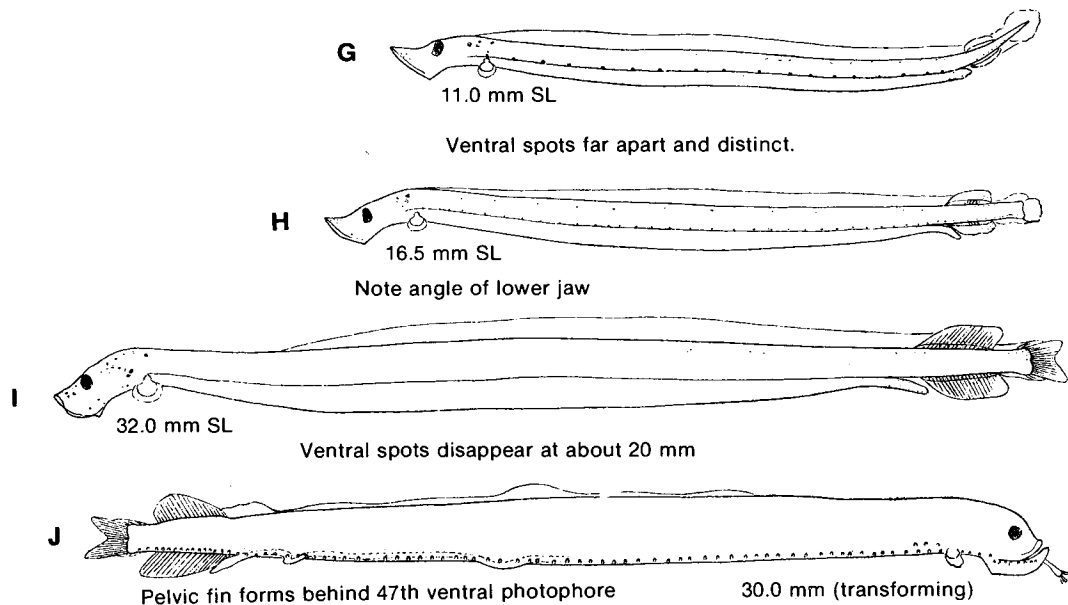 G
11.0 mm SL
Ventral spots far apart and distinct.
H
16.5 mm SL
Note angle of lower jaw
I
32.0 mm SL
Ventral spots disappear at about 20 mm
J
Pelvic fin forms behind 47th ventral photophore
30.0 mm (transforming)